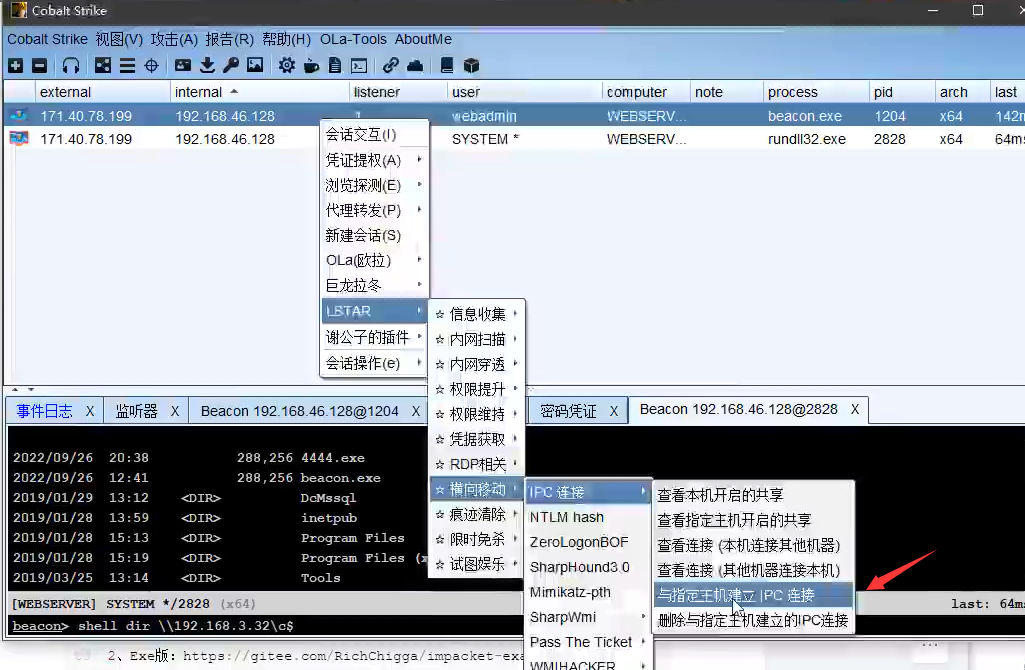 Cobalt Strike
Cobalt Strike 视图(V) 攻击(A) 报告(R) 帮助(H) OLa-Tools AboutMe
external internal listener user computer note process pid arch last
171.40.78.199 192.168.46.128 1 webadmin WEBSERV... beacon.exe 1204 x64 142m
171.40.78.199 192.168.46.128 SYSTEM * WEBSERV... rundll32.exe 2828 x64 64ms
会话交互(I)
凭证提权(A)
浏览探测(E)
代理转发(P)
新建会话(S)
OLa(欧拉)
巨龙拉冬
LSTAR
谢公子的插件
会话操作(e)
☆ 信息收集
☆ 内网扫描
☆ 内网穿透
☆ 权限提升
☆ 权限维持
☆ 凭据获取
☆ RDP相关
☆ 横向移动
☆ 痕迹清除
☆ 限时免杀
☆ 试图娱乐
IPC 连接
NTLM hash
ZeroLogonBOF
SharpHound3.0
Mimikatz-pth
SharpWmi
Pass The Ticket
WMIHACKER
查看本机开启的共享
查看指定主机开启的共享
查看连接 (本机连接其他机器)
查看连接 (其他机器连接本机)
与指定主机建立 IPC 连接
删除与指定主机建立的IPC连接
事件日志 X 监听器 X Beacon 192.168.46.128@1204 X 密码凭证 X Beacon 192.168.46.128@2828 X
2022/09/26 20:38 288,256 4444.exe
2022/09/26 12:41 288,256 beacon.exe
2019/01/29 13:12 <DIR> DcMssql
2019/01/28 13:59 <DIR> inetpub
2019/01/28 15:13 <DIR> Program Files
2019/01/28 15:19 <DIR> Program Files (x
2019/03/25 13:14 <DIR> Tools
[WEBSERVER] SYSTEM */2828 (x64) last: 64ms
beacon> shell dir \\192.168.3.32\c$
2、Exe版：https://gitee.com/RichChigga/impacket-exa